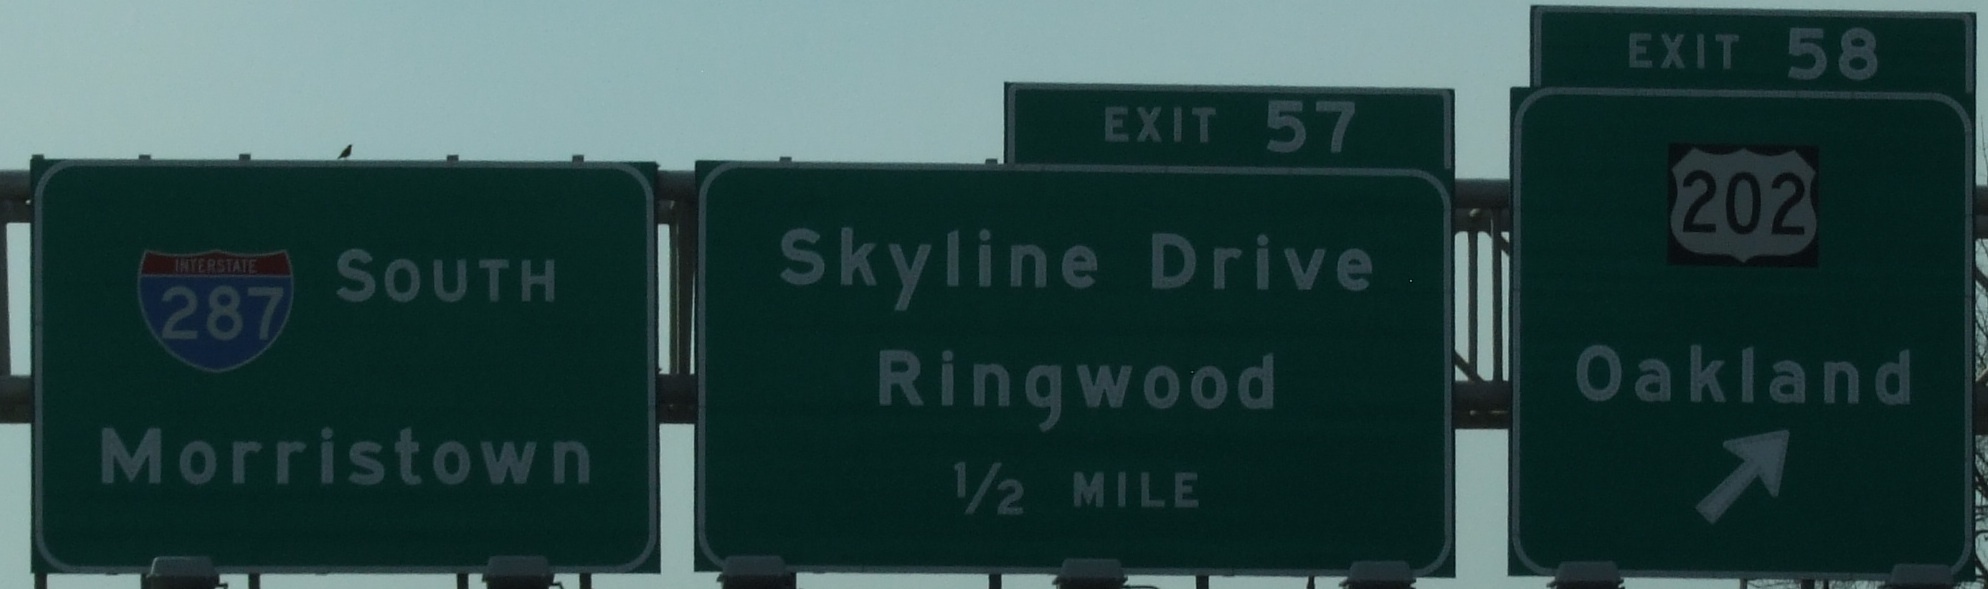 INTERSTATE
287
SOUTH
Morristown
EXIT 57
Skyline Drive
Ringwood
1/2 MILE
EXIT 58
202
Oakland